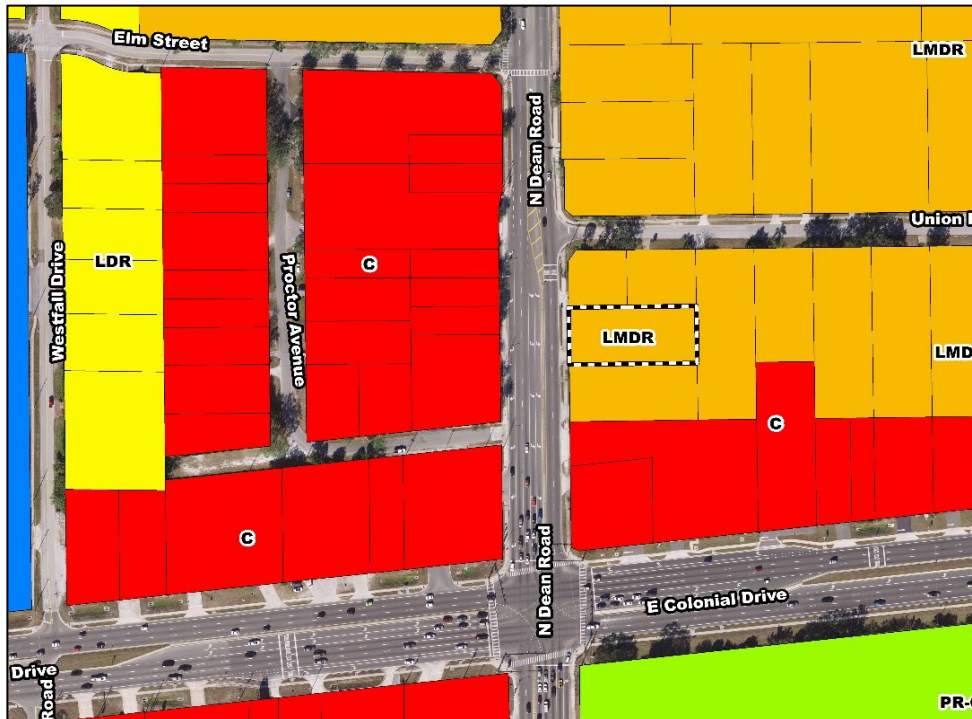 Elm Street
LMDR
N Dean Road
Union
LDR
C
Proctor Avenue
Westfall Drive
LMDR
LMD
C
C
N Dean Road
E Colonial Drive
Drive
Road
PR-